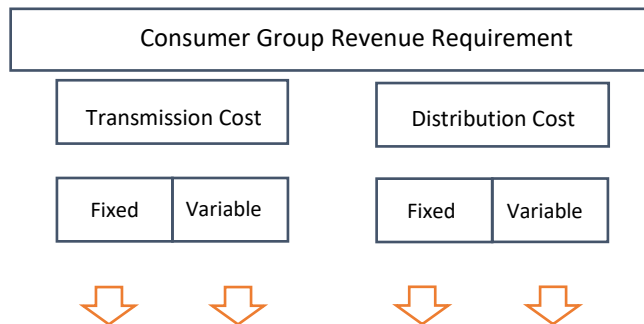 Consumer Group Revenue Requirement
Transmission Cost
Distribution Cost
Fixed
Variable
Fixed
Variable